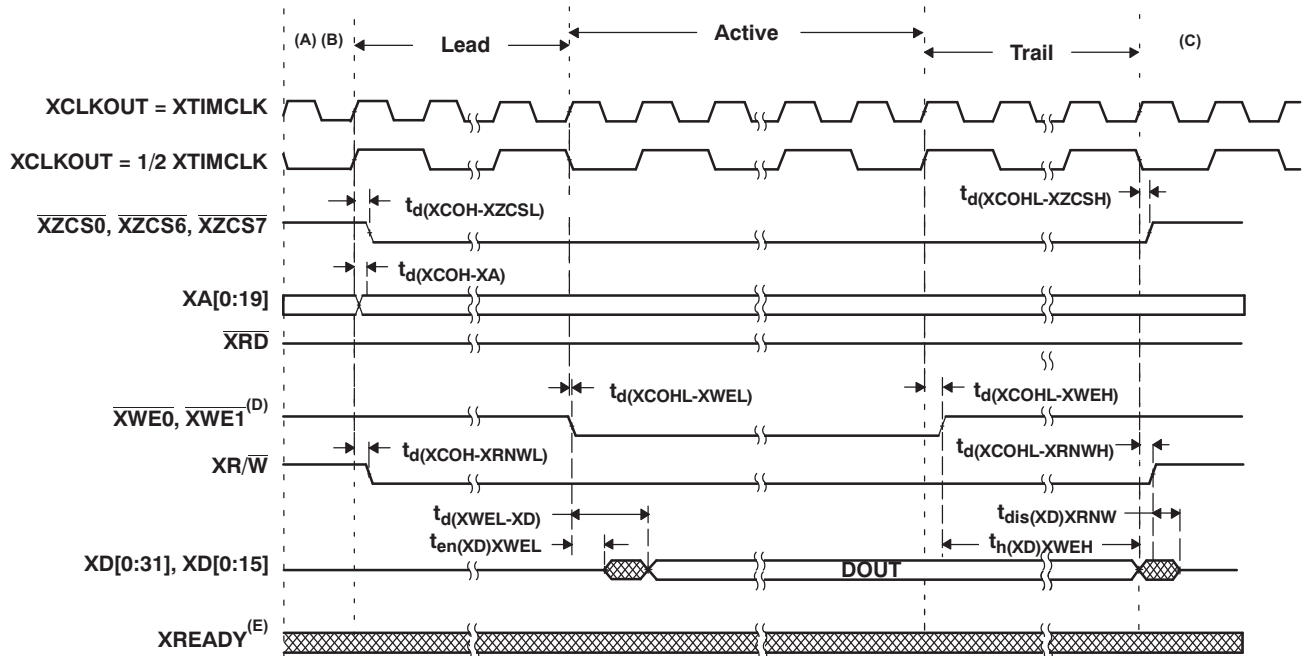 (A) (B)
Lead
Active
Trail
(C)
XCLKOUT = XTIMCLK
XCLKOUT = 1/2 XTIMCLK
td(XCOH-XZCSL)
td(XCOHL-XZCSH)
XZCS0, XZCS6, XZCS7
td(XCOH-XA)
XA[0:19]
XRD
td(XCOHL-XWEL)
td(XCOHL-XWEH)
XWE0, XWE1(D)
td(XCOH-XRNWL)
td(XCOHL-XRNWH)
XR/W
td(XWEL-XD)
tdis(XD)XRNW
ten(XD)XWEL
th(XD)XWEH
XD[0:31], XD[0:15]
DOUT
XREADY(E)